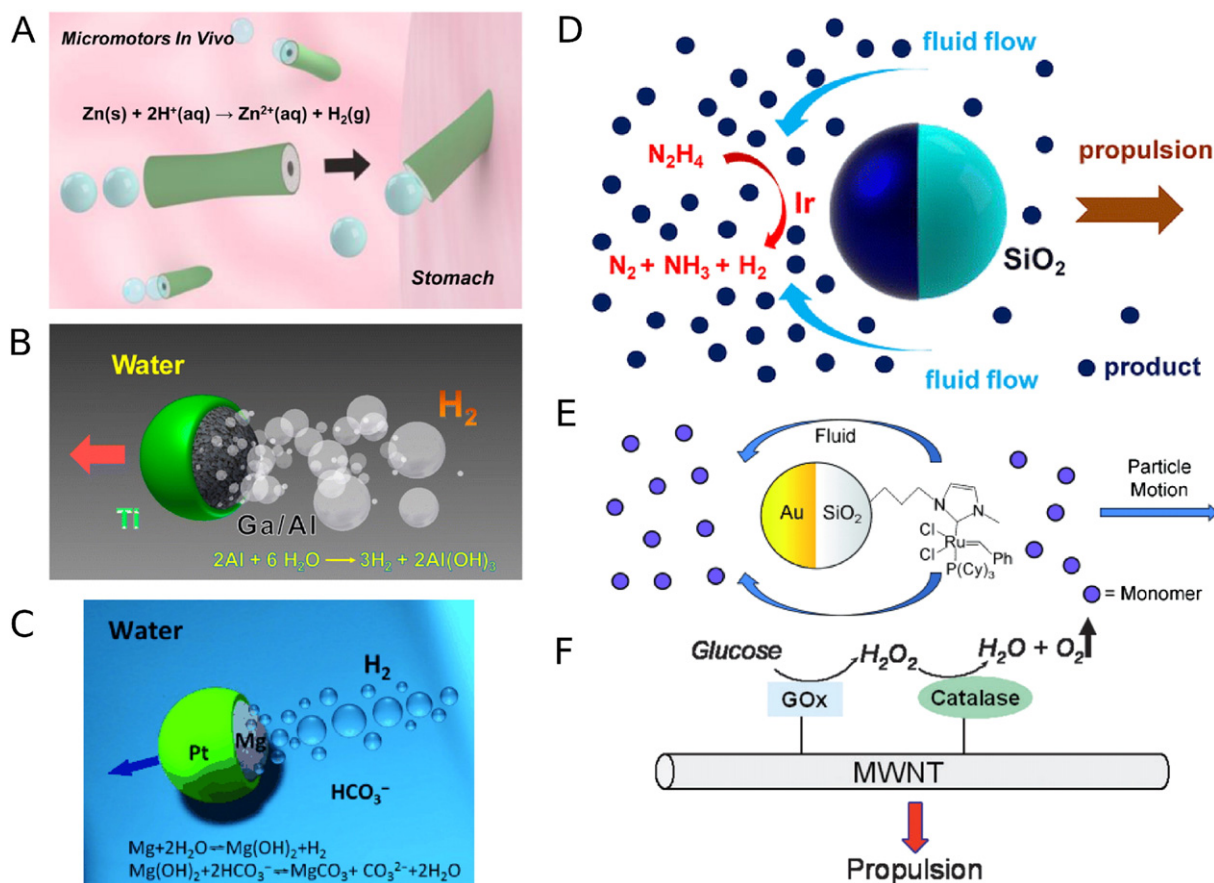 A
Micromotors In Vivo
Zn(s) + 2H⁺(aq) → Zn²⁺(aq) + H₂(g)
Stomach
B
Water
H₂
Ti
Ga/Al
2Al + 6 H₂O → 3H₂ + 2Al(OH)₃
C
Water
H₂
Pt
Mg
HCO₃⁻
Mg+2H₂O⇌Mg(OH)₂+H₂
Mg(OH)₂+2HCO₃⁻⇌MgCO₃+ CO₃²⁻+2H₂O
D
fluid flow
N₂H₄
propulsion
Ir
N₂ + NH₃ + H₂
SiO₂
fluid flow
product
E
Fluid
Particle
Motion
Au
SiO₂
N
N
Cl
Ru
Cl
Ph
P(Cy)₃
= Monomer
F
Glucose
H₂O₂
H₂O + O₂
GOx
Catalase
MWNT
Propulsion